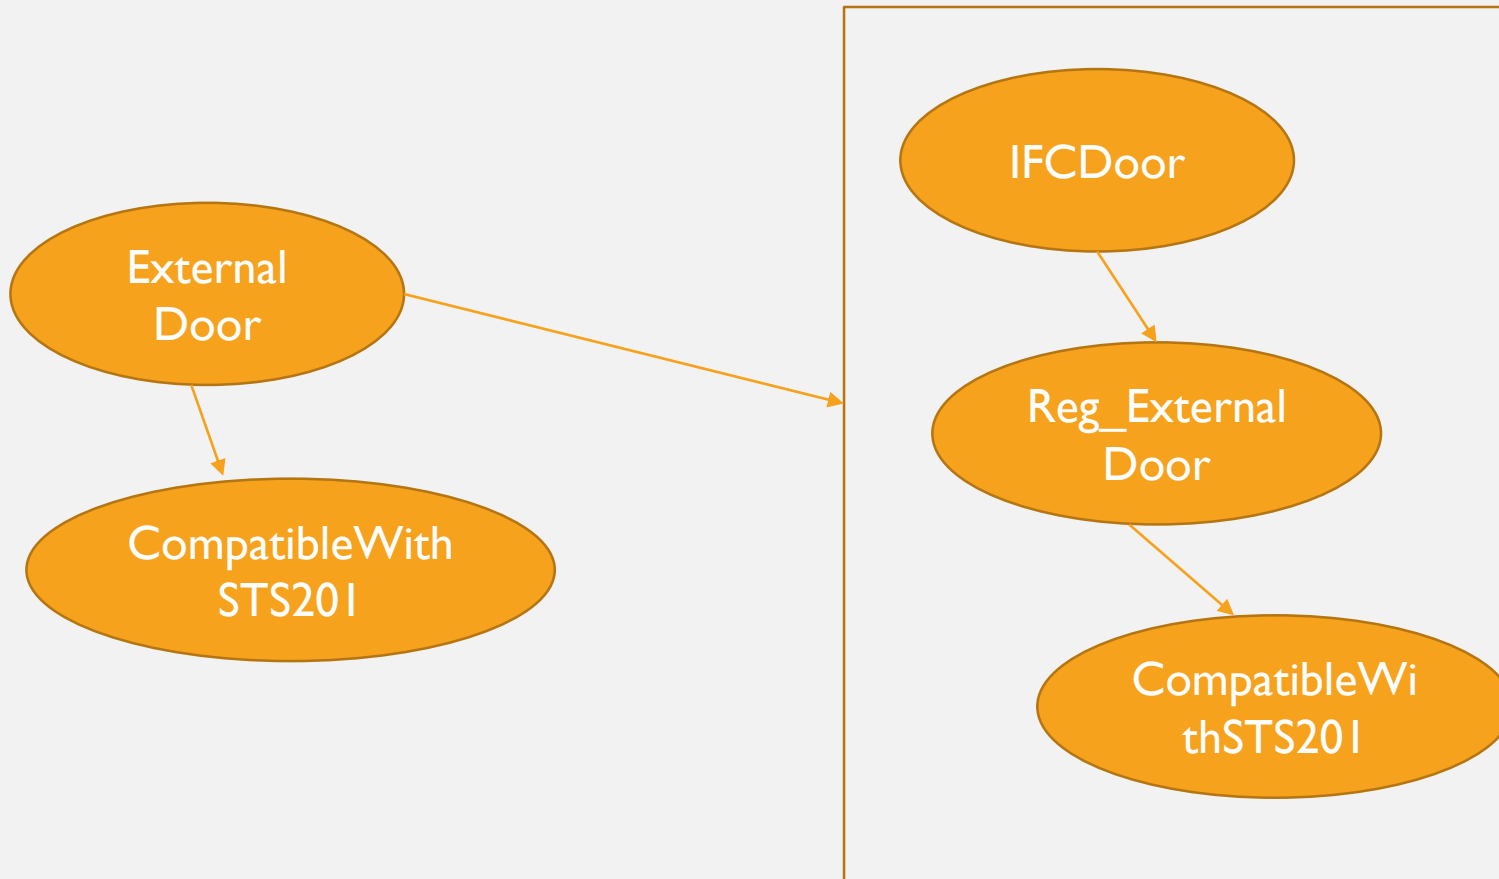 External
Door
CompatibleWith
STS201
IFCDoor
Reg_External
Door
CompatibleWi
thSTS201